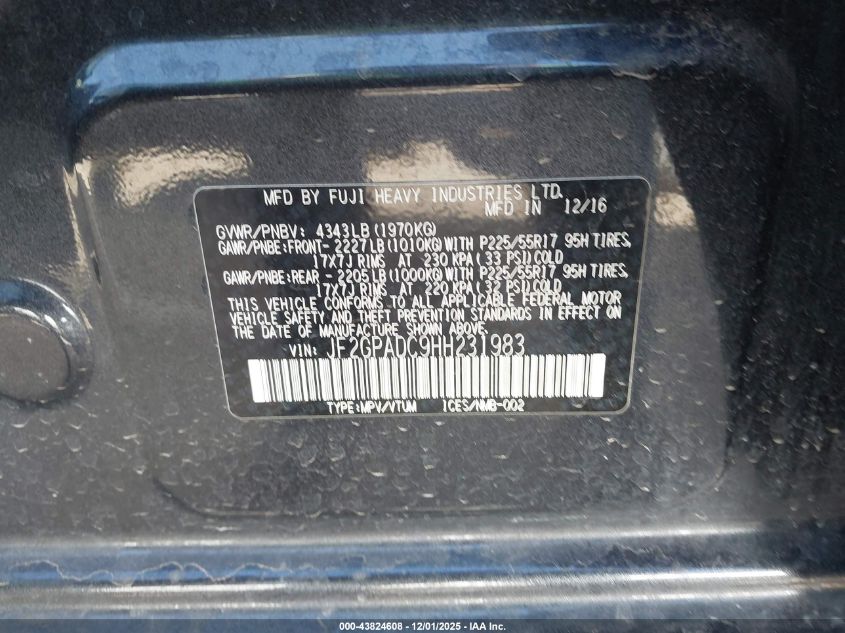 MFD BY FUJI HEAVY INDUSTRIES LTD.
MFD IN 12/16
GVWR/PNBV: 4343LB (1970KG)
GAWR/PNBE:FRONT- 2227LB (1010KG) WITH P225/55R17 95H TIRES,
17X7J RIMS AT 230 KPA (33 PSI) COLD
GAWR/PNBE:REAR - 2205LB (1000KG) WITH P225/55R17 95H TIRES,
17X7J RIMS AT 220 KPA (32 PSI) COLD
THIS VEHICLE CONFORMS TO ALL APPLICABLE FEDERAL MOTOR
VEHICLE SAFETY AND THEFT PREVENTION STANDARDS IN EFFECT ON
THE DATE OF MANUFACTURE SHOWN ABOVE.
VIN: JF2GPADC9HH231983
TYPE:MPV/VTUM ICES/NMB-002
000-43824608 - 12/01/2025 - IAA Inc.